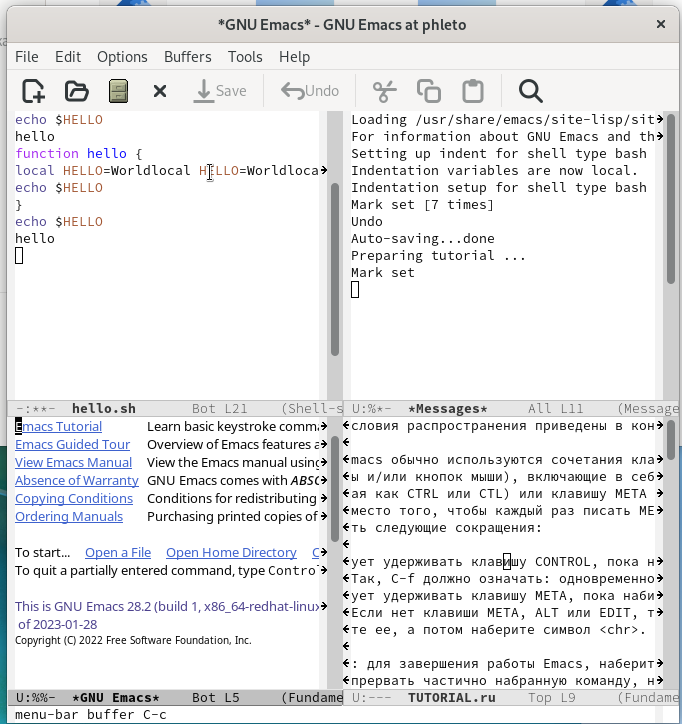 *GNU Emacs* - GNU Emacs at phleto
File Edit Options Buffers Tools Help
Save Undo
echo $HELLO
hello
function hello {
local HELLO=Worldlocal HELLO=Worldloca
echo $HELLO
}
echo $HELLO
hello
-:**- hello.sh Bot L21 (Shell-s
Loading /usr/share/emacs/site-lisp/sit
For information about GNU Emacs and th
Setting up indent for shell type bash
Indentation variables are now local.
Indentation setup for shell type bash
Mark set [7 times]
Undo
Auto-saving...done
Preparing tutorial ...
Mark set
U:%*- *Messages* All L11 (Message
Emacs Tutorial Learn basic keystroke comma
Emacs Guided Tour Overview of Emacs features a
View Emacs Manual View the Emacs manual using
Absence of Warranty GNU Emacs comes with ABSO
Copying Conditions Conditions for redistributing
Ordering Manuals Purchasing printed copies of
To start... Open a File Open Home Directory C
To quit a partially entered command, type Control
This is GNU Emacs 28.2 (build 1, x86_64-redhat-linux
of 2023-01-28
Copyright (C) 2022 Free Software Foundation, Inc.
U:%%- *GNU Emacs* Bot L5 (Fundame
словия распространения приведены в кон
macs обычно используются сочетания кла
ы и/или кнопок мыши), включающие в себ
ая как CTRL или CTL) или клавишу META
место того, чтобы каждый раз писать ME
ть следующие сокращения:
ует удерживать клавишу CONTROL, пока н
Так, C-f должно означать: одновременно
ует удерживать клавишу META, пока наби
Если нет клавиши META, ALT или EDIT, т
те ее, а потом наберите символ <chr>.
: для завершения работы Emacs, наберит
прервать частично набранную команду, н
U:--- TUTORIAL.ru Top L9 (Fundame
menu-bar buffer C-c